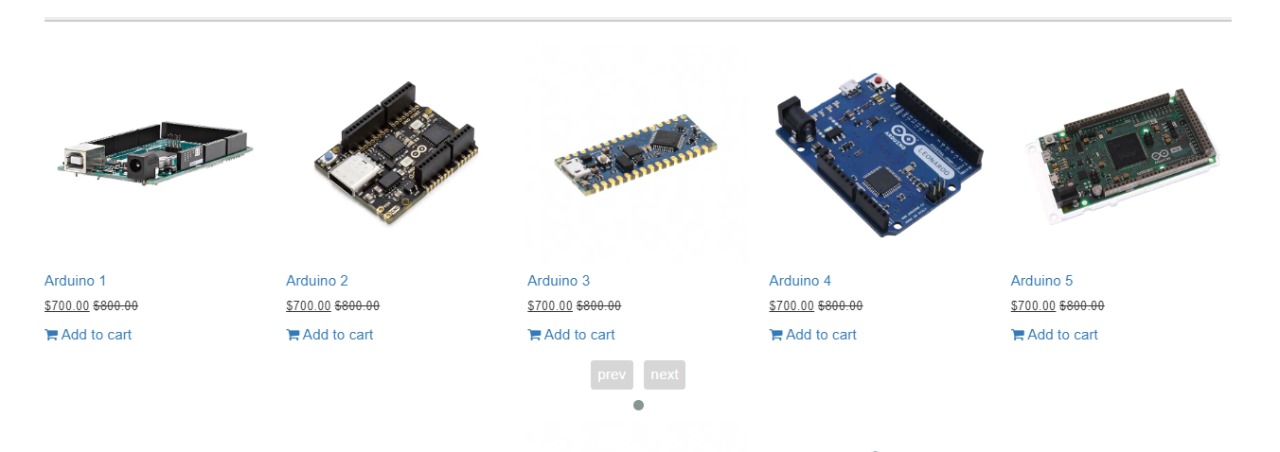 ARDUINO
LEONARDO
Arduino 1
Arduino 2
Arduino 3
Arduino 4
Arduino 5
$700.00 $800.00
$700.00 $800.00
$700.00 $800.00
$700.00 $800.00
$700.00 $800.00
Add to cart
Add to cart
Add to cart
Add to cart
Add to cart
prev
next